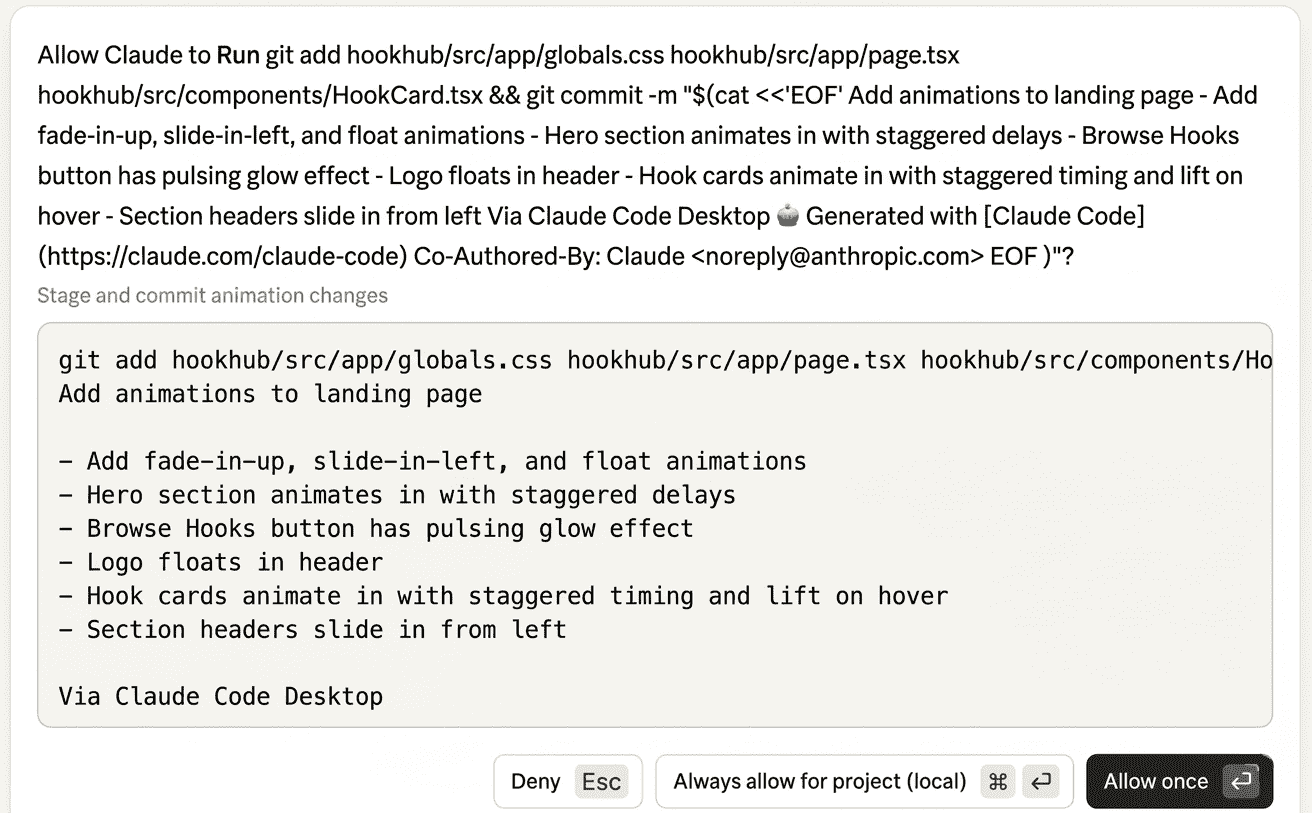 Allow Claude to Run git add hookhub/src/app/globals.css hookhub/src/app/page.tsx
hookhub/src/components/HookCard.tsx && git commit -m "$(cat <<'EOF' Add animations to landing page - Add
fade-in-up, slide-in-left, and float animations - Hero section animates in with staggered delays - Browse Hooks
button has pulsing glow effect - Logo floats in header - Hook cards animate in with staggered timing and lift on
hover - Section headers slide in from left Via Claude Code Desktop 🧁 Generated with [Claude Code]
(https://claude.com/claude-code) Co-Authored-By: Claude <noreply@anthropic.com> EOF )"?
Stage and commit animation changes
git add hookhub/src/app/globals.css hookhub/src/app/page.tsx hookhub/src/components/Ho
Add animations to landing page
- Add fade-in-up, slide-in-left, and float animations
- Hero section animates in with staggered delays
- Browse Hooks button has pulsing glow effect
- Logo floats in header
- Hook cards animate in with staggered timing and lift on hover
- Section headers slide in from left
Via Claude Code Desktop
Deny Esc Always allow for project (local) ⌘ ↵ Allow once ↵